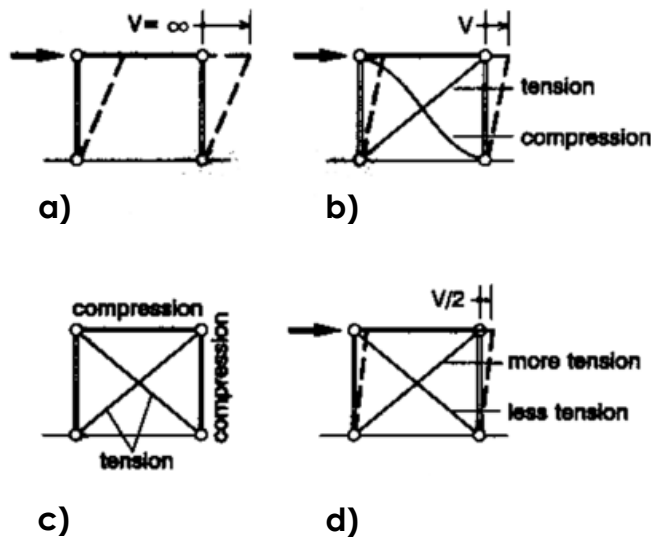 V = ∞
V
tension
compression
a)
b)
compression
compression
tension
V/2
more tension
less tension
c)
d)